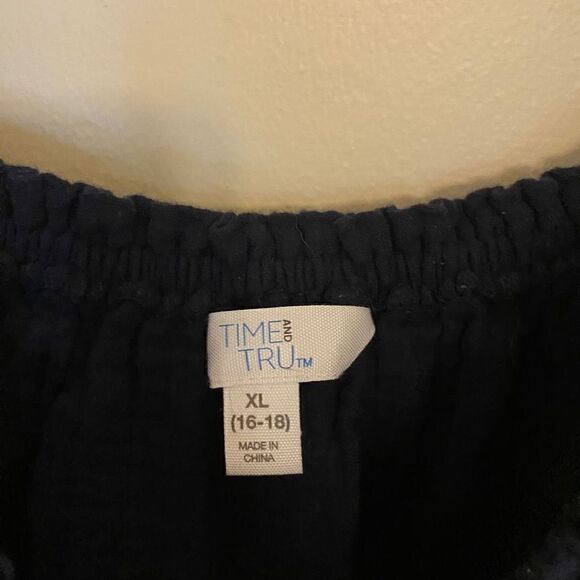 TIME AND
TRU™
XL
(16-18)
MADE IN
CHINA